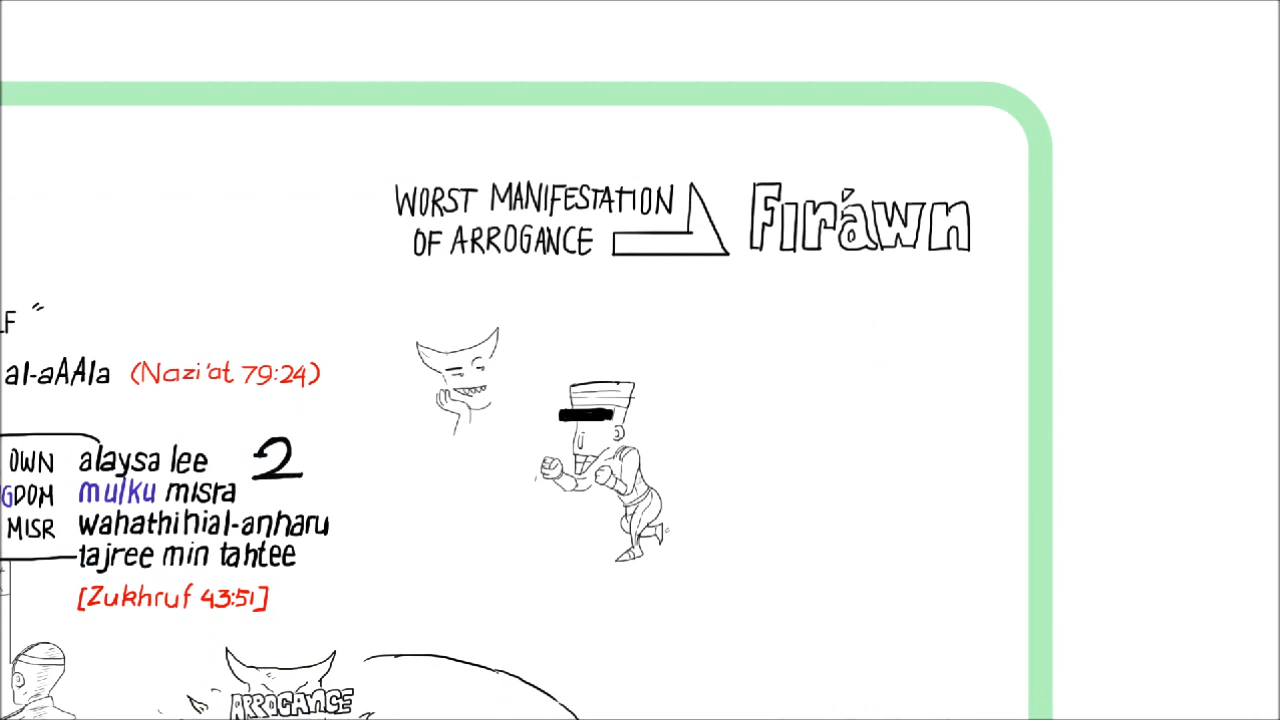 WORST MANIFESTATION
OF ARROGANCE
Firáwn
LF "
al-aAAla (Nazi'at 79:24)
OWN
GDOM
MISR
alaysa lee
mulku misra
wahathihial-anharu
tajree min tahtee
2
[Zukhruf 43:51]
ARROGANCE